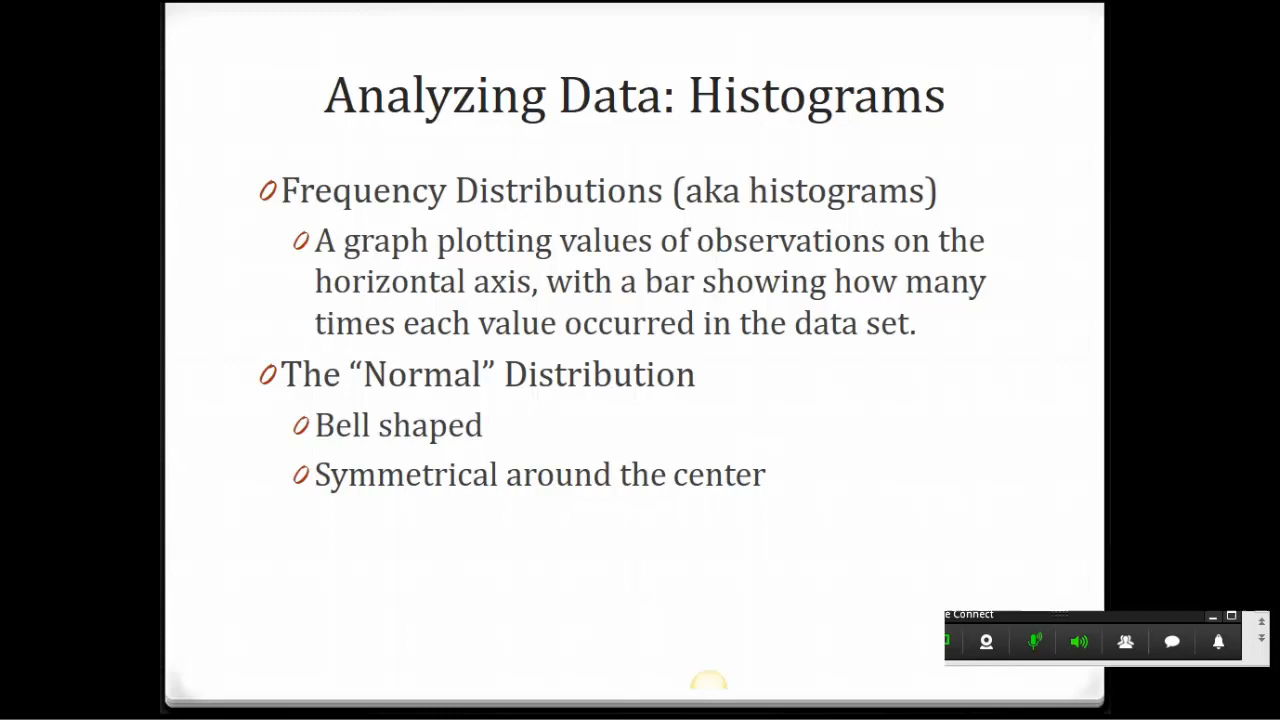 Analyzing Data: Histograms
Frequency Distributions (aka histograms)
A graph plotting values of observations on the
horizontal axis, with a bar showing how many
times each value occurred in the data set.
The “Normal” Distribution
Bell shaped
Symmetrical around the center
e Connect